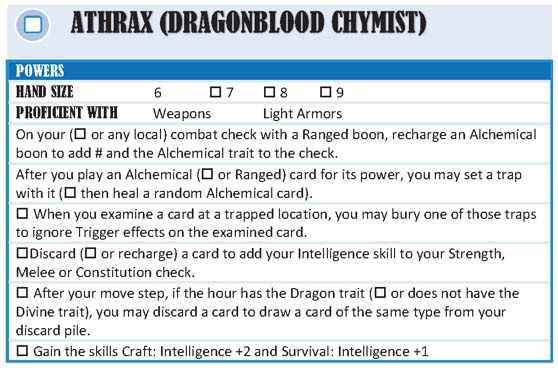 ATHRAX (DRAGONBLOOD CHYMIST)
POWERS
HAND SIZE 6 ☐ 7 ☐ 8 ☐ 9
PROFICIENT WITH Weapons Light Armors
On your (☐ or any local) combat check with a Ranged boon, recharge an Alchemical
boon to add # and the Alchemical trait to the check.
After you play an Alchemical (☐ or Ranged) card for its power, you may set a trap
with it (☐ then heal a random Alchemical card).
☐ When you examine a card at a trapped location, you may bury one of those traps
to ignore Trigger effects on the examined card.
☐Discard (☐ or recharge) a card to add your Intelligence skill to your Strength,
Melee or Constitution check.
☐ After your move step, if the hour has the Dragon trait (☐ or does not have the
Divine trait), you may discard a card to draw a card of the same type from your
discard pile.
☐ Gain the skills Craft: Intelligence +2 and Survival: Intelligence +1